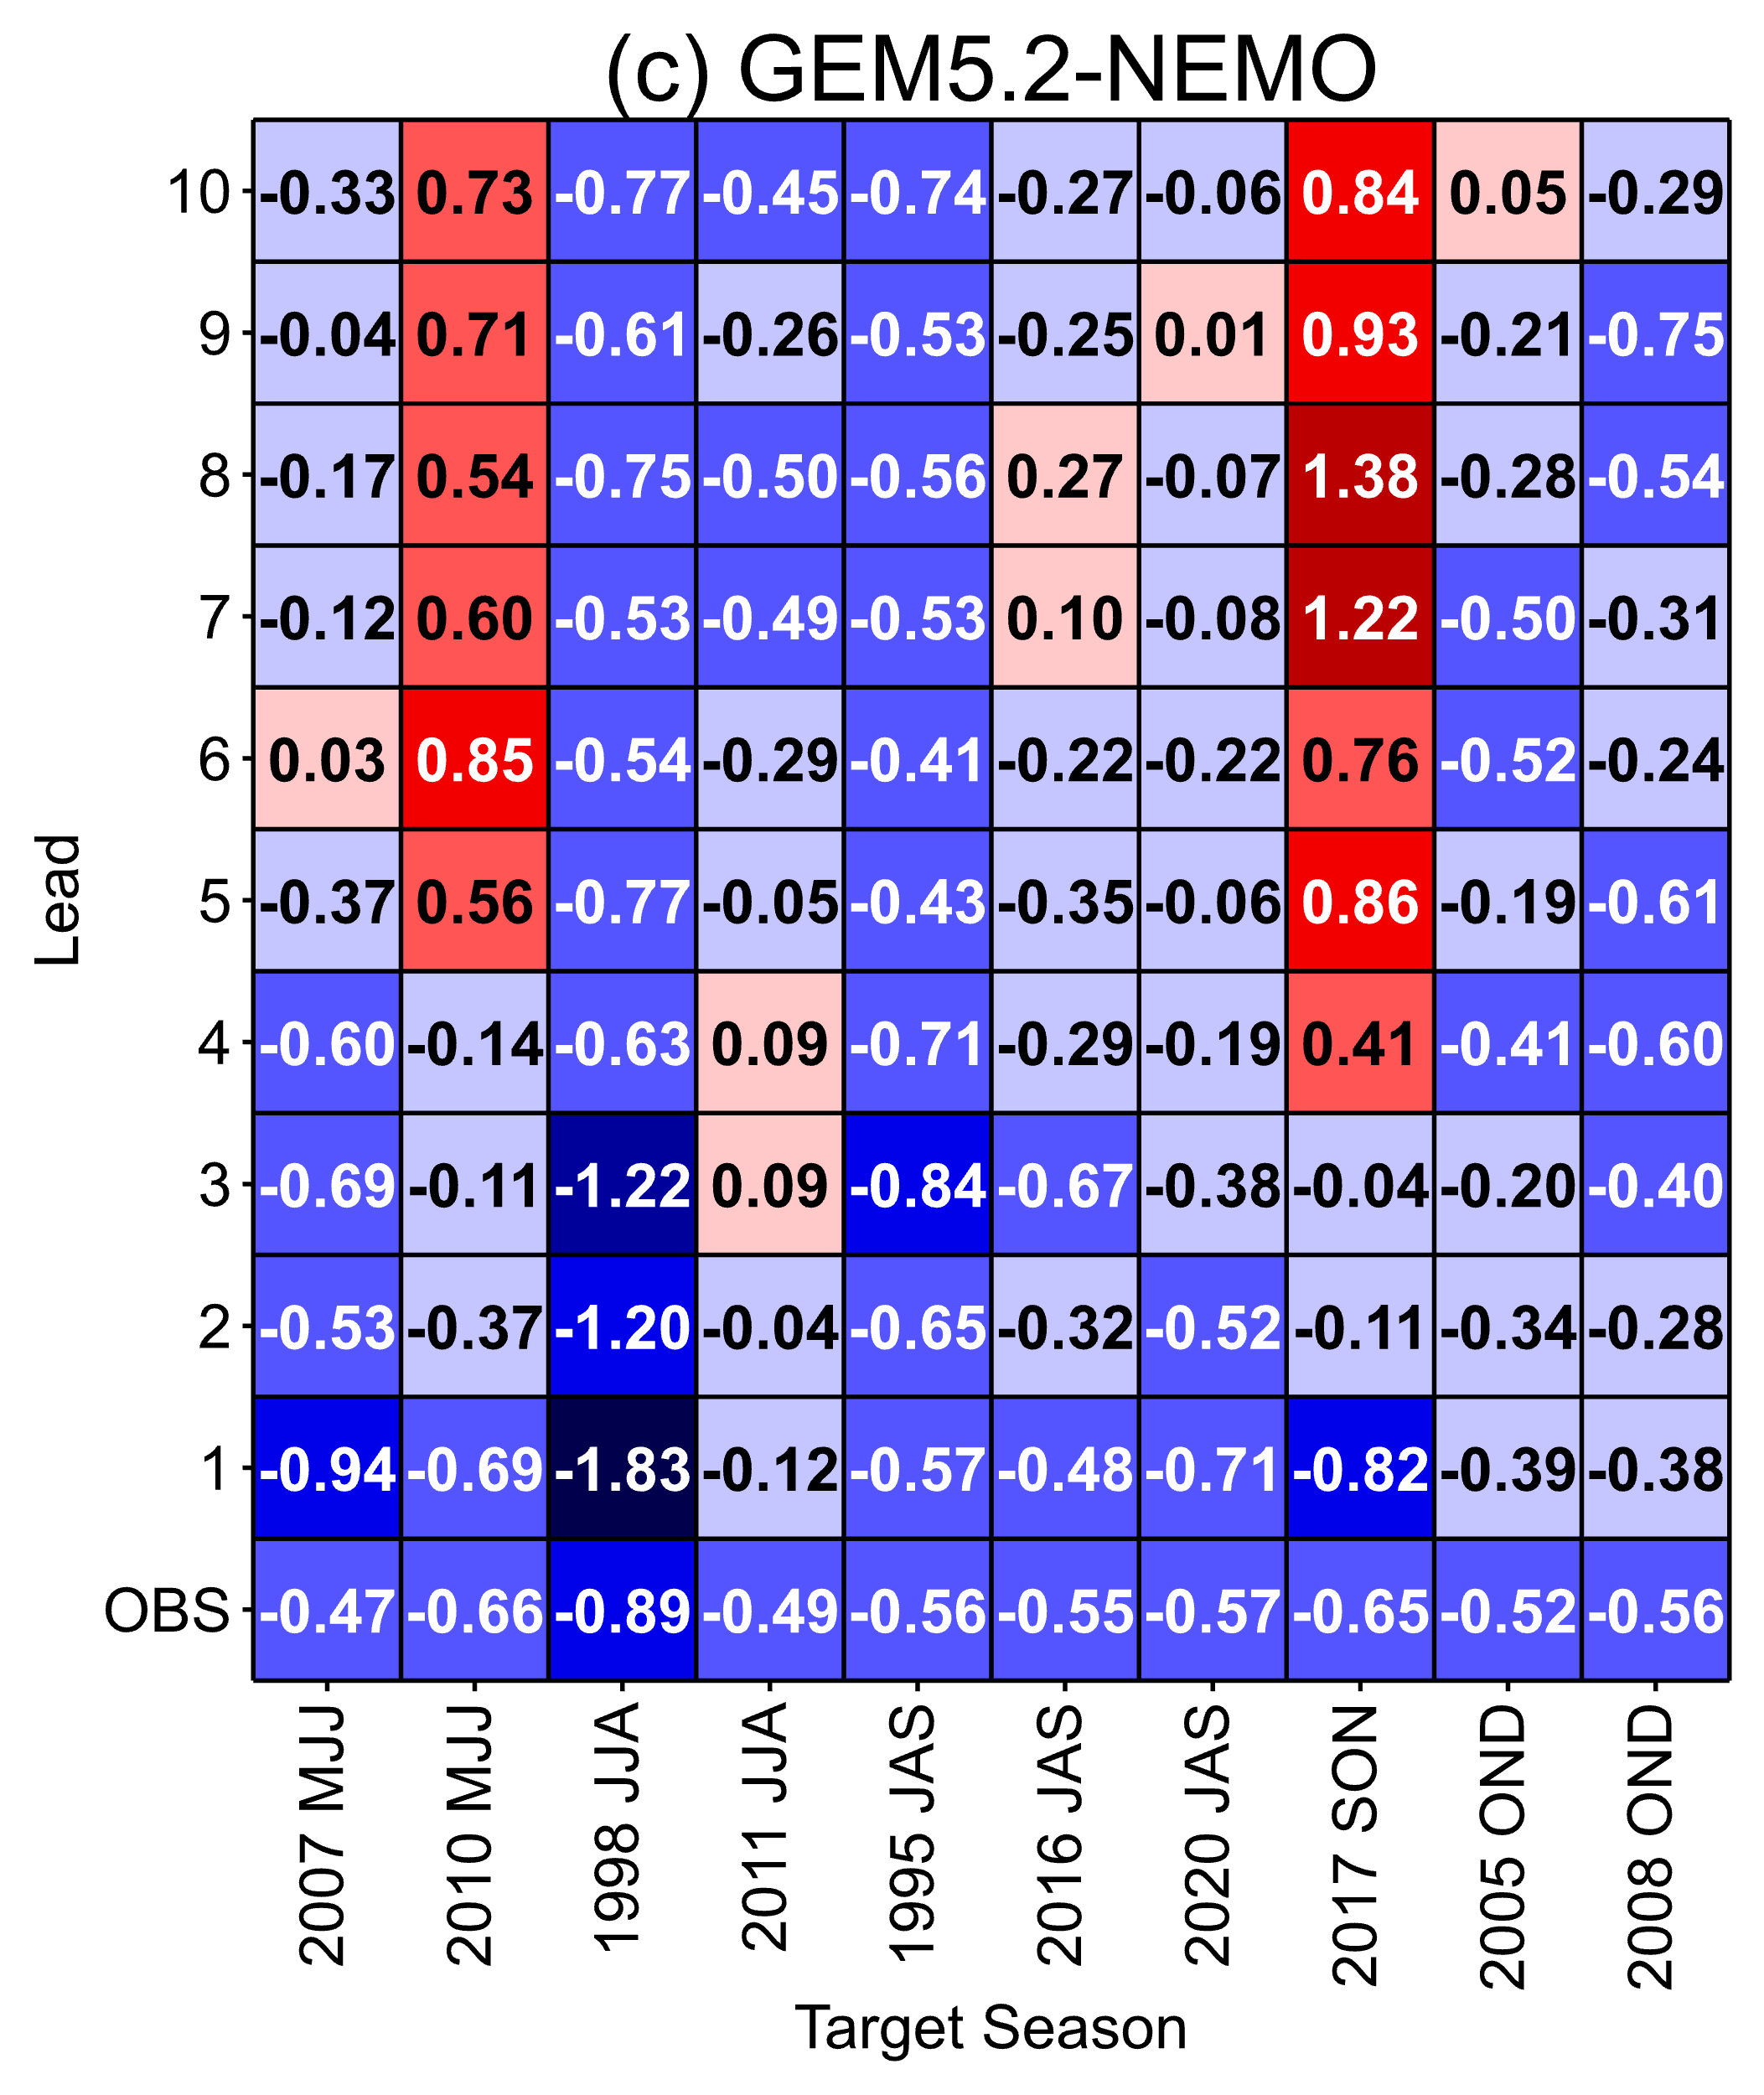 (c) GEM5.2-NEMO
10 -0.33 0.73 -0.77 -0.45 -0.74 -0.27 -0.06 0.84 0.05 -0.29
9 -0.04 0.71 -0.61 -0.26 -0.53 -0.25 0.01 0.93 -0.21 -0.75
8 -0.17 0.54 -0.75 -0.50 -0.56 0.27 -0.07 1.38 -0.28 -0.54
7 -0.12 0.60 -0.53 -0.49 -0.53 0.10 -0.08 1.22 -0.50 -0.31
6 0.03 0.85 -0.54 -0.29 -0.41 -0.22 -0.22 0.76 -0.52 -0.24
5 -0.37 0.56 -0.77 -0.05 -0.43 -0.35 -0.06 0.86 -0.19 -0.61
4 -0.60 -0.14 -0.63 0.09 -0.71 -0.29 -0.19 0.41 -0.41 -0.60
3 -0.69 -0.11 -1.22 0.09 -0.84 -0.67 -0.38 -0.04 -0.20 -0.40
2 -0.53 -0.37 -1.20 -0.04 -0.65 -0.32 -0.52 -0.11 -0.34 -0.28
1 -0.94 -0.69 -1.83 -0.12 -0.57 -0.48 -0.71 -0.82 -0.39 -0.38
OBS -0.47 -0.66 -0.89 -0.49 -0.56 -0.55 -0.57 -0.65 -0.52 -0.56
Lead
2007 MJJ
2010 MJJ
1998 JJA
2011 JJA
1995 JAS
2016 JAS
2020 JAS
2017 SON
2005 OND
2008 OND
Target Season